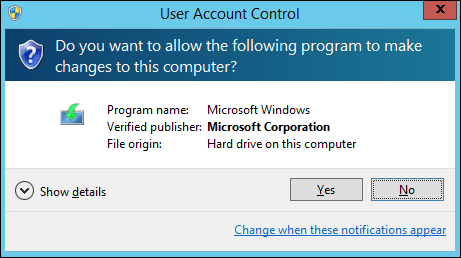 User Account Control
Do you want to allow the following program to make
changes to this computer?
Program name: Microsoft Windows
Verified publisher: Microsoft Corporation
File origin: Hard drive on this computer
Show details
Yes
No
Change when these notifications appear